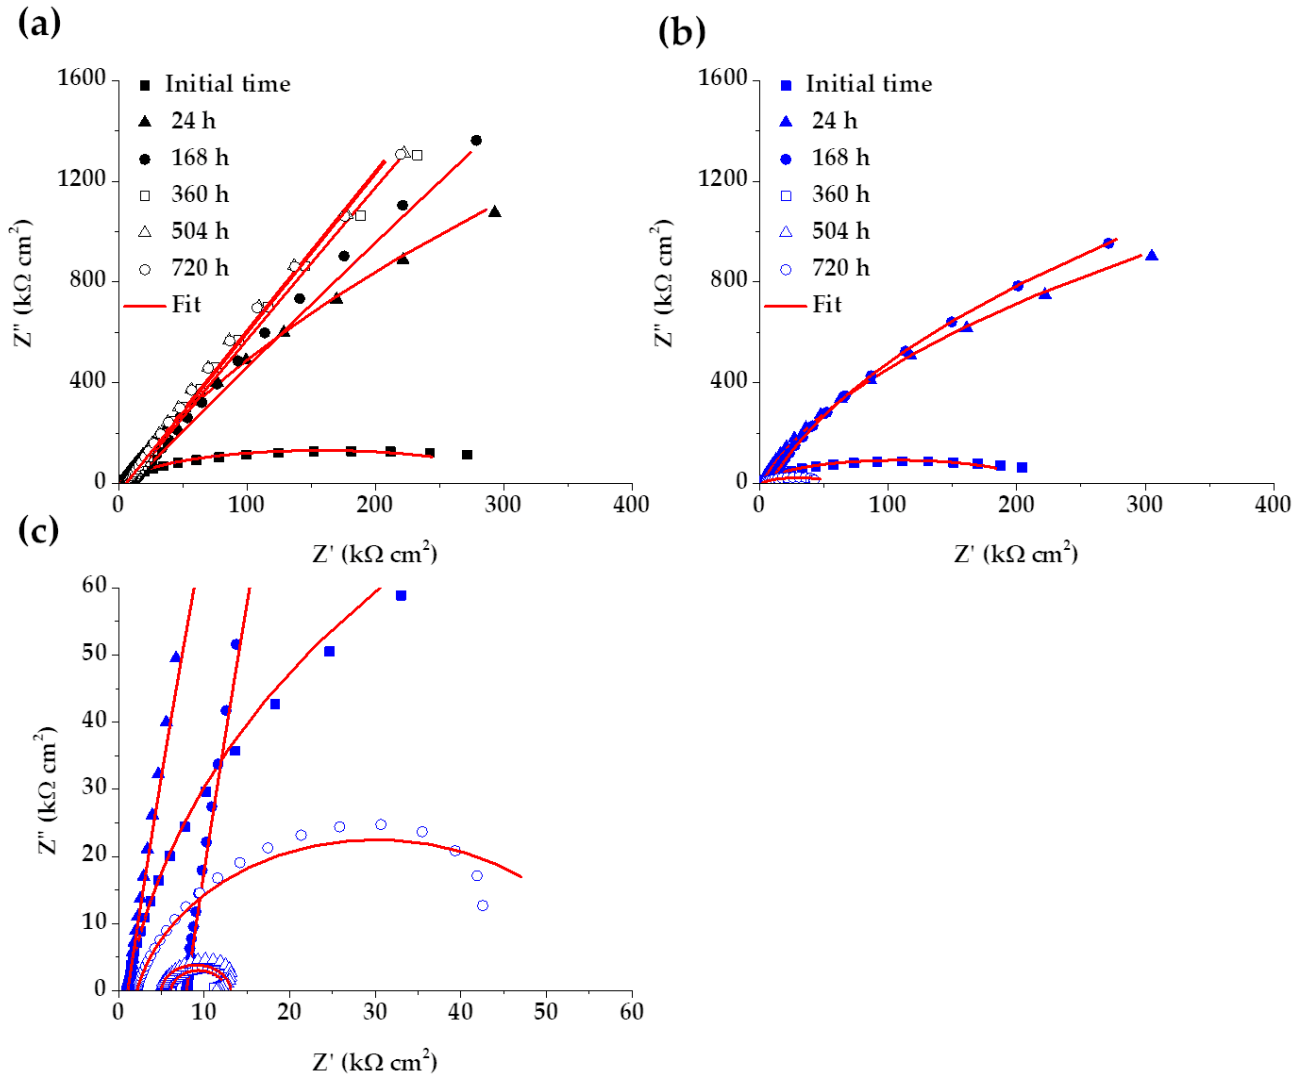 (a)
1600
1200
800
400
0
Z" (kΩ cm²)
Initial time
24 h
168 h
360 h
504 h
720 h
Fit
0 100 200 300 400
Z' (kΩ cm²)
(b)
1600
1200
800
400
0
Z" (kΩ cm²)
Initial time
24 h
168 h
360 h
504 h
720 h
Fit
0 100 200 300 400
Z' (kΩ cm²)
(c)
60
50
40
30
20
10
0
Z" (kΩ cm²)
0 10 20 30 40 50 60
Z' (kΩ cm²)